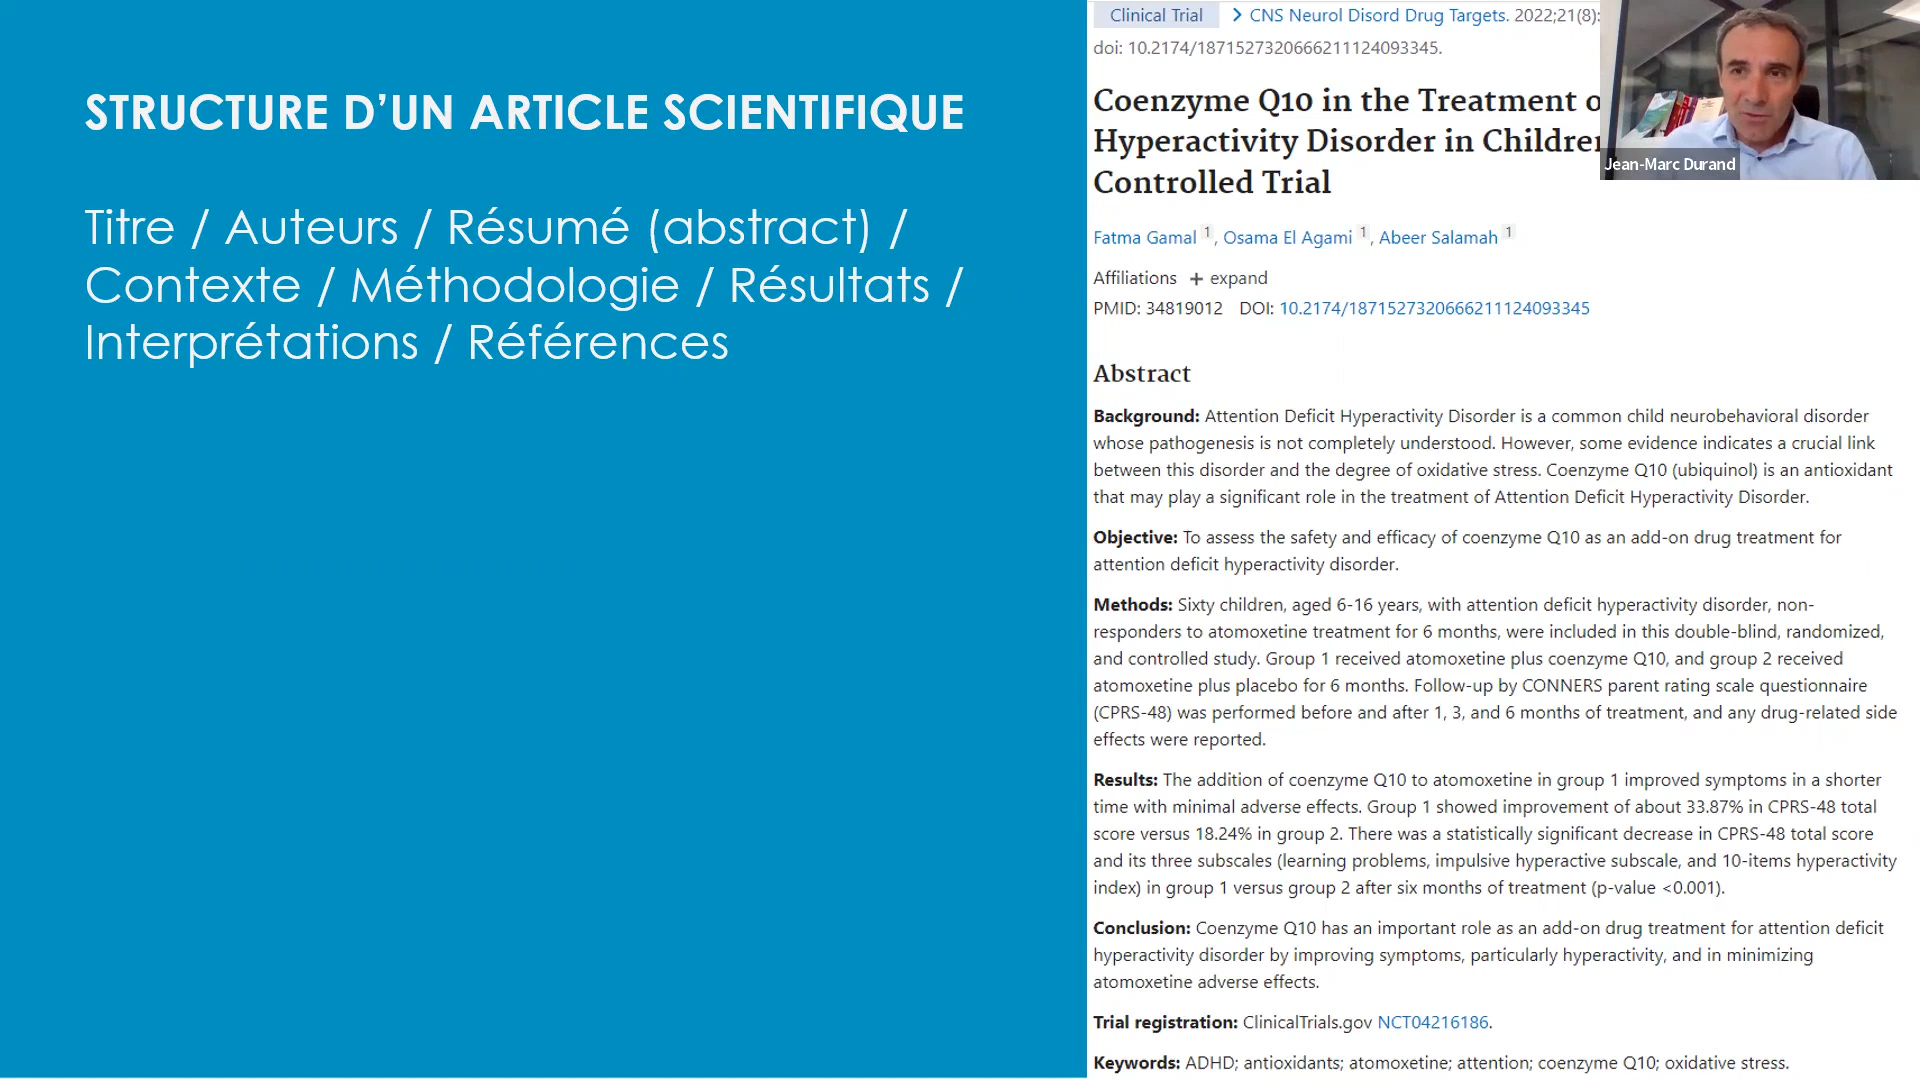 STRUCTURE D’UN ARTICLE SCIENTIFIQUE
Titre / Auteurs / Résumé (abstract) /
Contexte / Méthodologie / Résultats /
Interprétations / Références
Clinical Trial > CNS Neurol Disord Drug Targets. 2022;21(8):
doi: 10.2174/1871527320666211124093345.
Coenzyme Q10 in the Treatment
Hyperactivity Disorder in Children
Controlled Trial
Jean-Marc Durand
Fatma Gamal 1, Osama El Agami 1, Abeer Salamah 1
Affiliations + expand
PMID: 34819012 DOI: 10.2174/1871527320666211124093345
Abstract
Background: Attention Deficit Hyperactivity Disorder is a common child neurobehavioral disorder
whose pathogenesis is not completely understood. However, some evidence indicates a crucial link
between this disorder and the degree of oxidative stress. Coenzyme Q10 (ubiquinol) is an antioxidant
that may play a significant role in the treatment of Attention Deficit Hyperactivity Disorder.
Objective: To assess the safety and efficacy of coenzyme Q10 as an add-on drug treatment for
attention deficit hyperactivity disorder.
Methods: Sixty children, aged 6-16 years, with attention deficit hyperactivity disorder, non-
responders to atomoxetine treatment for 6 months, were included in this double-blind, randomized,
and controlled study. Group 1 received atomoxetine plus coenzyme Q10, and group 2 received
atomoxetine plus placebo for 6 months. Follow-up by CONNERS parent rating scale questionnaire
(CPRS-48) was performed before and after 1, 3, and 6 months of treatment, and any drug-related side
effects were reported.
Results: The addition of coenzyme Q10 to atomoxetine in group 1 improved symptoms in a shorter
time with minimal adverse effects. Group 1 showed improvement of about 33.87% in CPRS-48 total
score versus 18.24% in group 2. There was a statistically significant decrease in CPRS-48 total score
and its three subscales (learning problems, impulsive hyperactive subscale, and 10-items hyperactivity
index) in group 1 versus group 2 after six months of treatment (p-value <0.001).
Conclusion: Coenzyme Q10 has an important role as an add-on drug treatment for attention deficit
hyperactivity disorder by improving symptoms, particularly hyperactivity, and in minimizing
atomoxetine adverse effects.
Trial registration: ClinicalTrials.gov NCT04216186.
Keywords: ADHD; antioxidants; atomoxetine; attention; coenzyme Q10; oxidative stress.